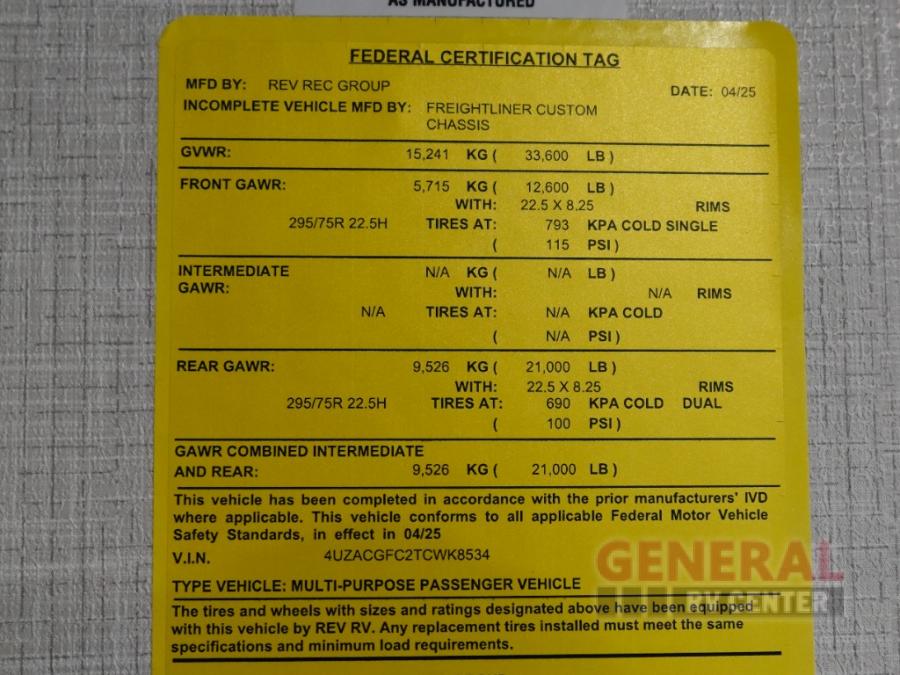 AS MANUFACTURED
FEDERAL CERTIFICATION TAG
MFD BY: REV REC GROUP DATE: 04/25
INCOMPLETE VEHICLE MFD BY: FREIGHTLINER CUSTOM
CHASSIS
GVWR: 15,241 KG ( 33,600 LB )
FRONT GAWR: 5,715 KG ( 12,600 LB )
WITH: 22.5 X 8.25 RIMS
295/75R 22.5H TIRES AT: 793 KPA COLD SINGLE
( 115 PSI )
INTERMEDIATE N/A KG ( N/A LB )
GAWR: WITH: N/A RIMS
N/A TIRES AT: N/A KPA COLD
( N/A PSI )
REAR GAWR: 9,526 KG ( 21,000 LB )
WITH: 22.5 X 8.25 RIMS
295/75R 22.5H TIRES AT: 690 KPA COLD DUAL
( 100 PSI )
GAWR COMBINED INTERMEDIATE
AND REAR: 9,526 KG ( 21,000 LB )
This vehicle has been completed in accordance with the prior manufacturers' IVD
where applicable. This vehicle conforms to all applicable Federal Motor Vehicle
Safety Standards, in effect in 04/25
V.I.N. 4UZACGFC2TCWK8534
TYPE VEHICLE: MULTI-PURPOSE PASSENGER VEHICLE
The tires and wheels with sizes and ratings designated above have been equipped
with this vehicle by REV RV. Any replacement tires installed must meet the same
specifications and minimum load requirements.
GENERAL
RV CENTER